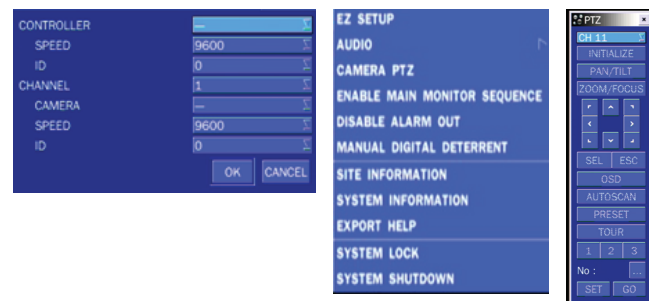 CONTROLLER —
SPEED 9600
ID 0
CHANNEL 1
CAMERA —
SPEED 9600
ID 0
OK CANCEL
EZ SETUP
AUDIO
CAMERA PTZ
ENABLE MAIN MONITOR SEQUENCE
DISABLE ALARM OUT
MANUAL DIGITAL DETERRENT
SITE INFORMATION
SYSTEM INFORMATION
EXPORT HELP
SYSTEM LOCK
SYSTEM SHUTDOWN
PTZ ×
CH 11
INITIALIZE
PAN/TILT
ZOOM/FOCUS
SEL ESC
OSD
AUTOSCAN
PRESET
TOUR
1 2 3
No : ...
SET GO